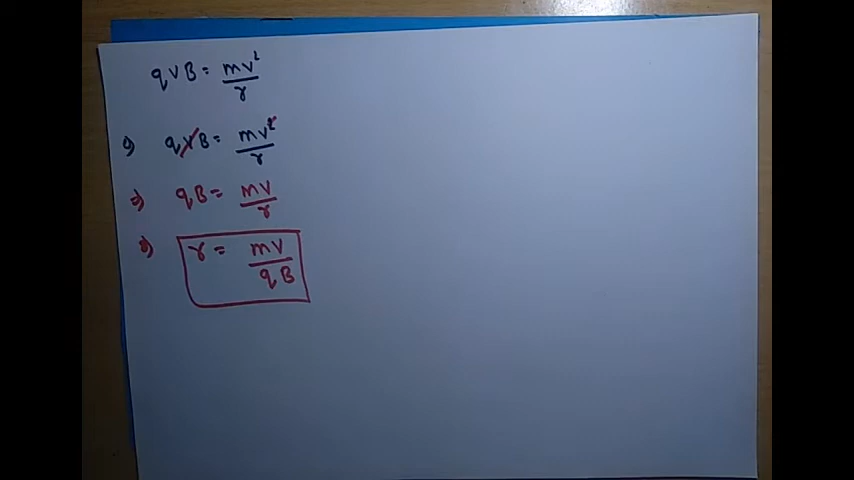 qVB = mv²/r
⇒ qVB = mv²/r
⇒ qB = mv/r
⇒ r = mv/qB